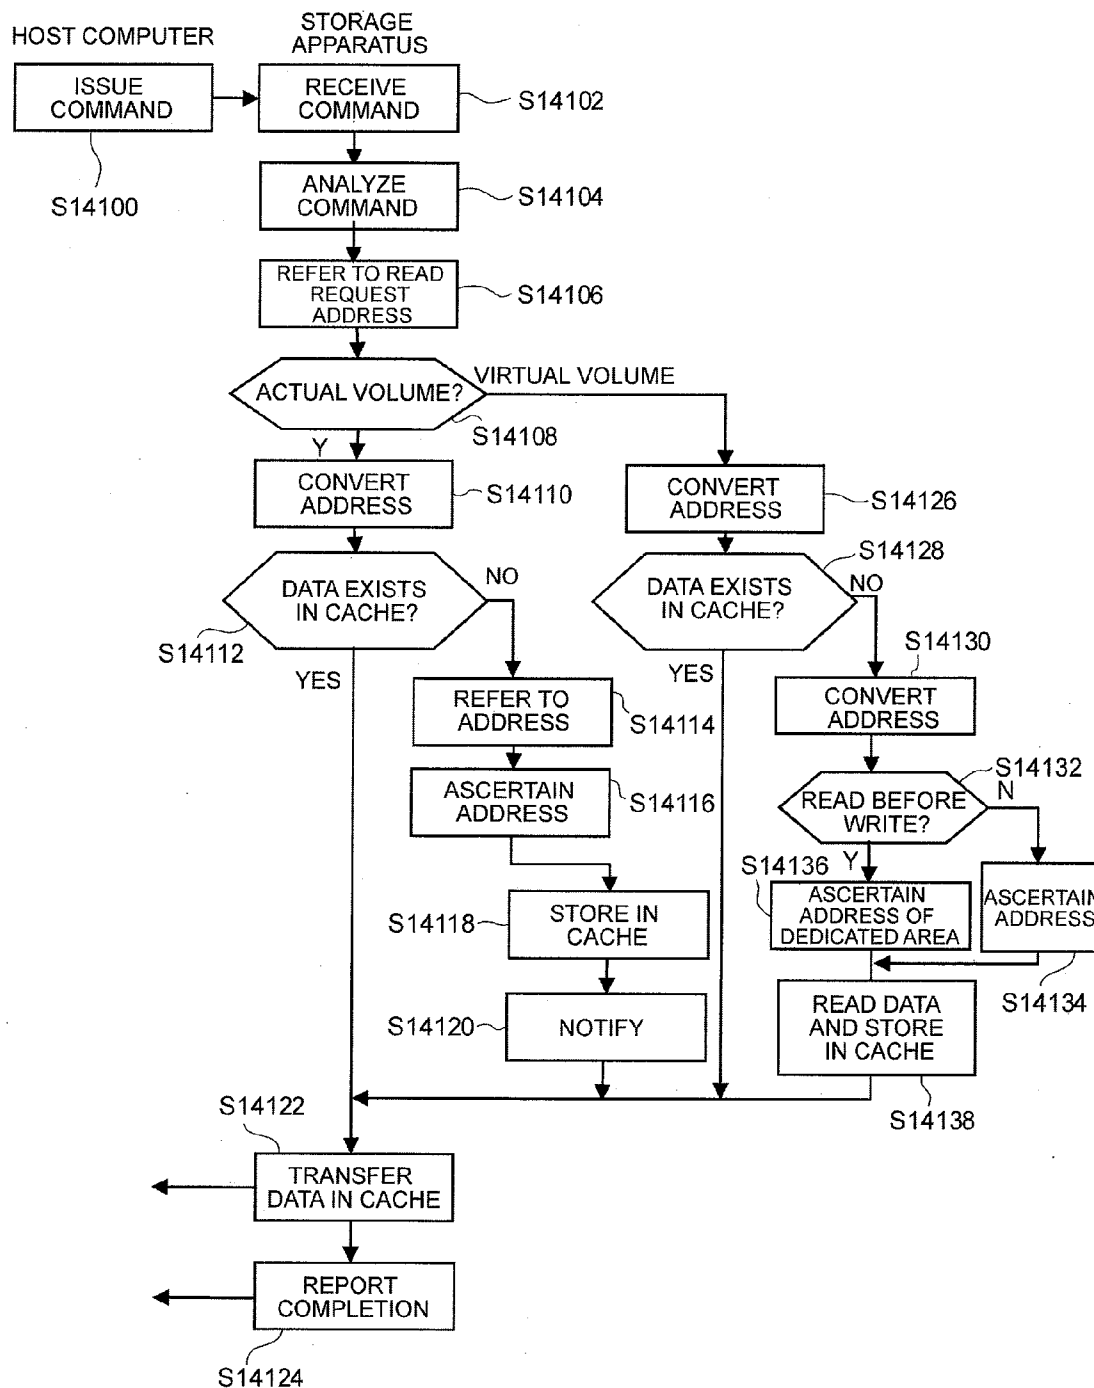 HOST COMPUTER
STORAGE
APPARATUS
ISSUE
COMMAND
RECEIVE
COMMAND
S14102
S14100
ANALYZE
COMMAND
S14104
REFER TO READ
REQUEST
ADDRESS
S14106
ACTUAL VOLUME?
VIRTUAL VOLUME
S14108
Y
CONVERT
ADDRESS
S14110
CONVERT
ADDRESS
S14126
DATA EXISTS
IN CACHE?
NO
S14112
YES
DATA EXISTS
IN CACHE?
S14128
NO
YES
REFER TO
ADDRESS
S14114
S14130
CONVERT
ADDRESS
ASCERTAIN
ADDRESS
S14116
S14132
READ BEFORE
WRITE?
N
Y
S14136
ASCERTAIN
ADDRESS OF
DEDICATED AREA
ASCERTAIN
ADDRESS
S14134
S14118
STORE IN
CACHE
S14120
NOTIFY
READ DATA
AND STORE
IN CACHE
S14138
S14122
TRANSFER
DATA IN CACHE
REPORT
COMPLETION
S14124